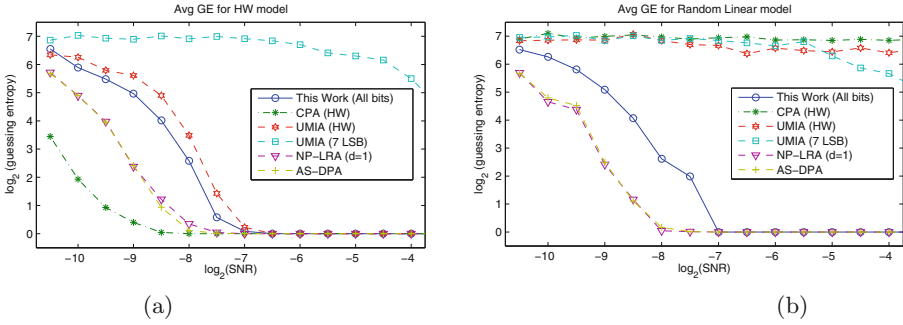 Avg GE for HW model
log2 (guessing entropy)
7
6
5
4
3
2
1
0
This Work (All bits)
CPA (HW)
UMIA (HW)
UMIA (7 LSB)
NP−LRA (d=1)
AS−DPA
−10 −9 −8 −7 −6 −5 −4
log2(SNR)
(a)
Avg GE for Random Linear model
log2 (guessing entropy)
7
6
5
4
3
2
1
0
This Work (All bits)
CPA (HW)
UMIA (HW)
UMIA (7 LSB)
NP−LRA (d=1)
AS−DPA
−10 −9 −8 −7 −6 −5 −4
log2(SNR)
(b)